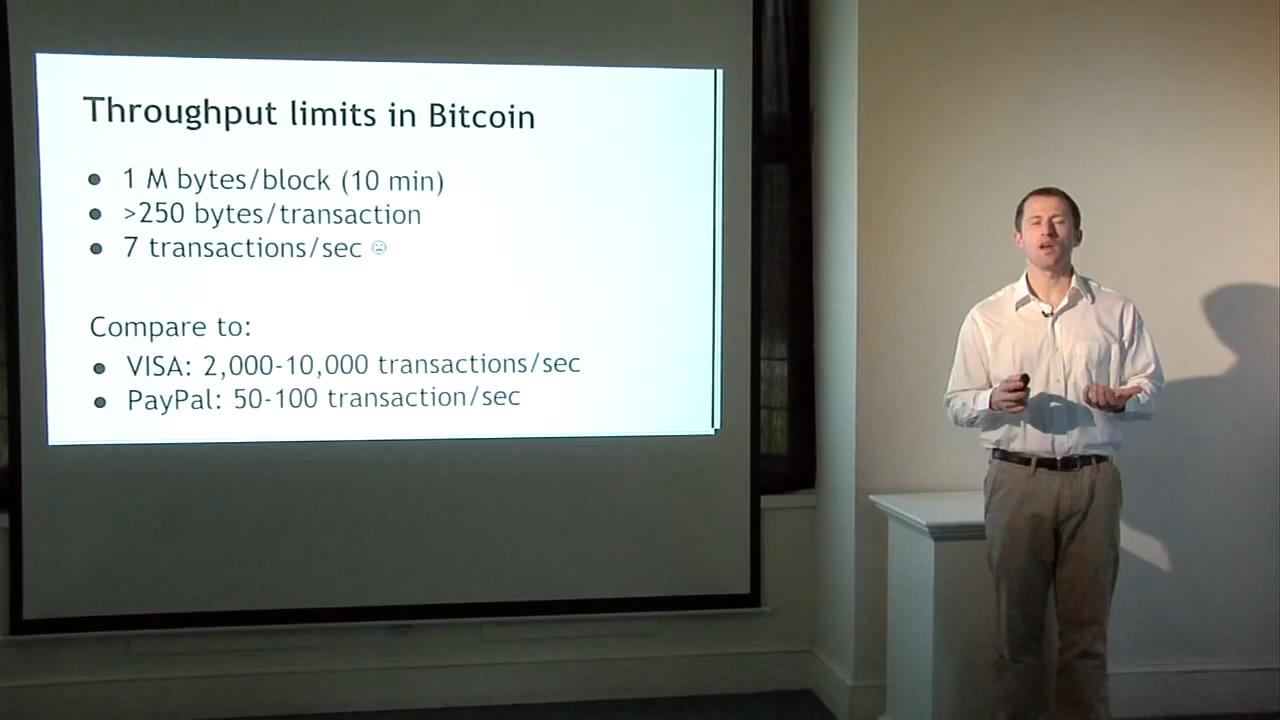 Throughput limits in Bitcoin
● 1 M bytes/block (10 min)
● >250 bytes/transaction
● 7 transactions/sec ☹
Compare to:
● VISA: 2,000-10,000 transactions/sec
● PayPal: 50-100 transaction/sec